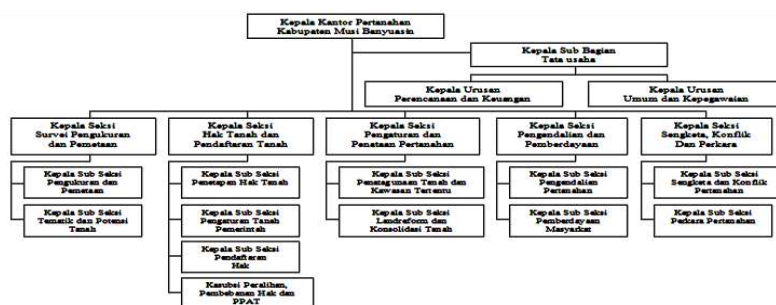 Kepala Kantor Pertanahan
Kabupaten Musi Banyuasin
Kepala Sub Bagian
Tata usaha
Kepala Urusan
Perencanaan dan Keuangan
Kepala Urusan
Umum dan Kepegawaian
Kepala Seksi
Survei Pengukuran
dan Pemetaan
Kepala Seksi
Hak Tanah dan
Pendaftaran Tanah
Kepala Seksi
Pengaturan dan
Penataan Pertanahan
Kepala Seksi
Pengendalian dan
Pemberdayaan
Kepala Seksi
Sengketa, Konflik
Dan Perkara
Kepala Sub Seksi
Pengukuran dan
Pemetaan
Kepala Sub Seksi
Tematik dan Potensi
Tanah
Kepala Sub Seksi
Penetapan Hak Tanah
Kepala Sub Seksi
Pengaturan Tanah
Pemerintah
Kepala Sub Seksi
Pendaftaran
Hak
Kasubsi Peralihan,
Pembebanan Hak dan
PPAT
Kepala Sub Seksi
Penatagunaan Tanah dan
Kawasan Tertentu
Kepala Sub Seksi
Landreform dan
Konsolidasi Tanah
Kepala Sub Seksi
Pengendalian
Pertanahan
Kepala Sub Seksi
Pemberdayaan
Masyarkat
Kepala Sub Seksi
Sengketa dan Konflik
Pertanahan
Kepala Sub Seksi
Perkara Pertanahan